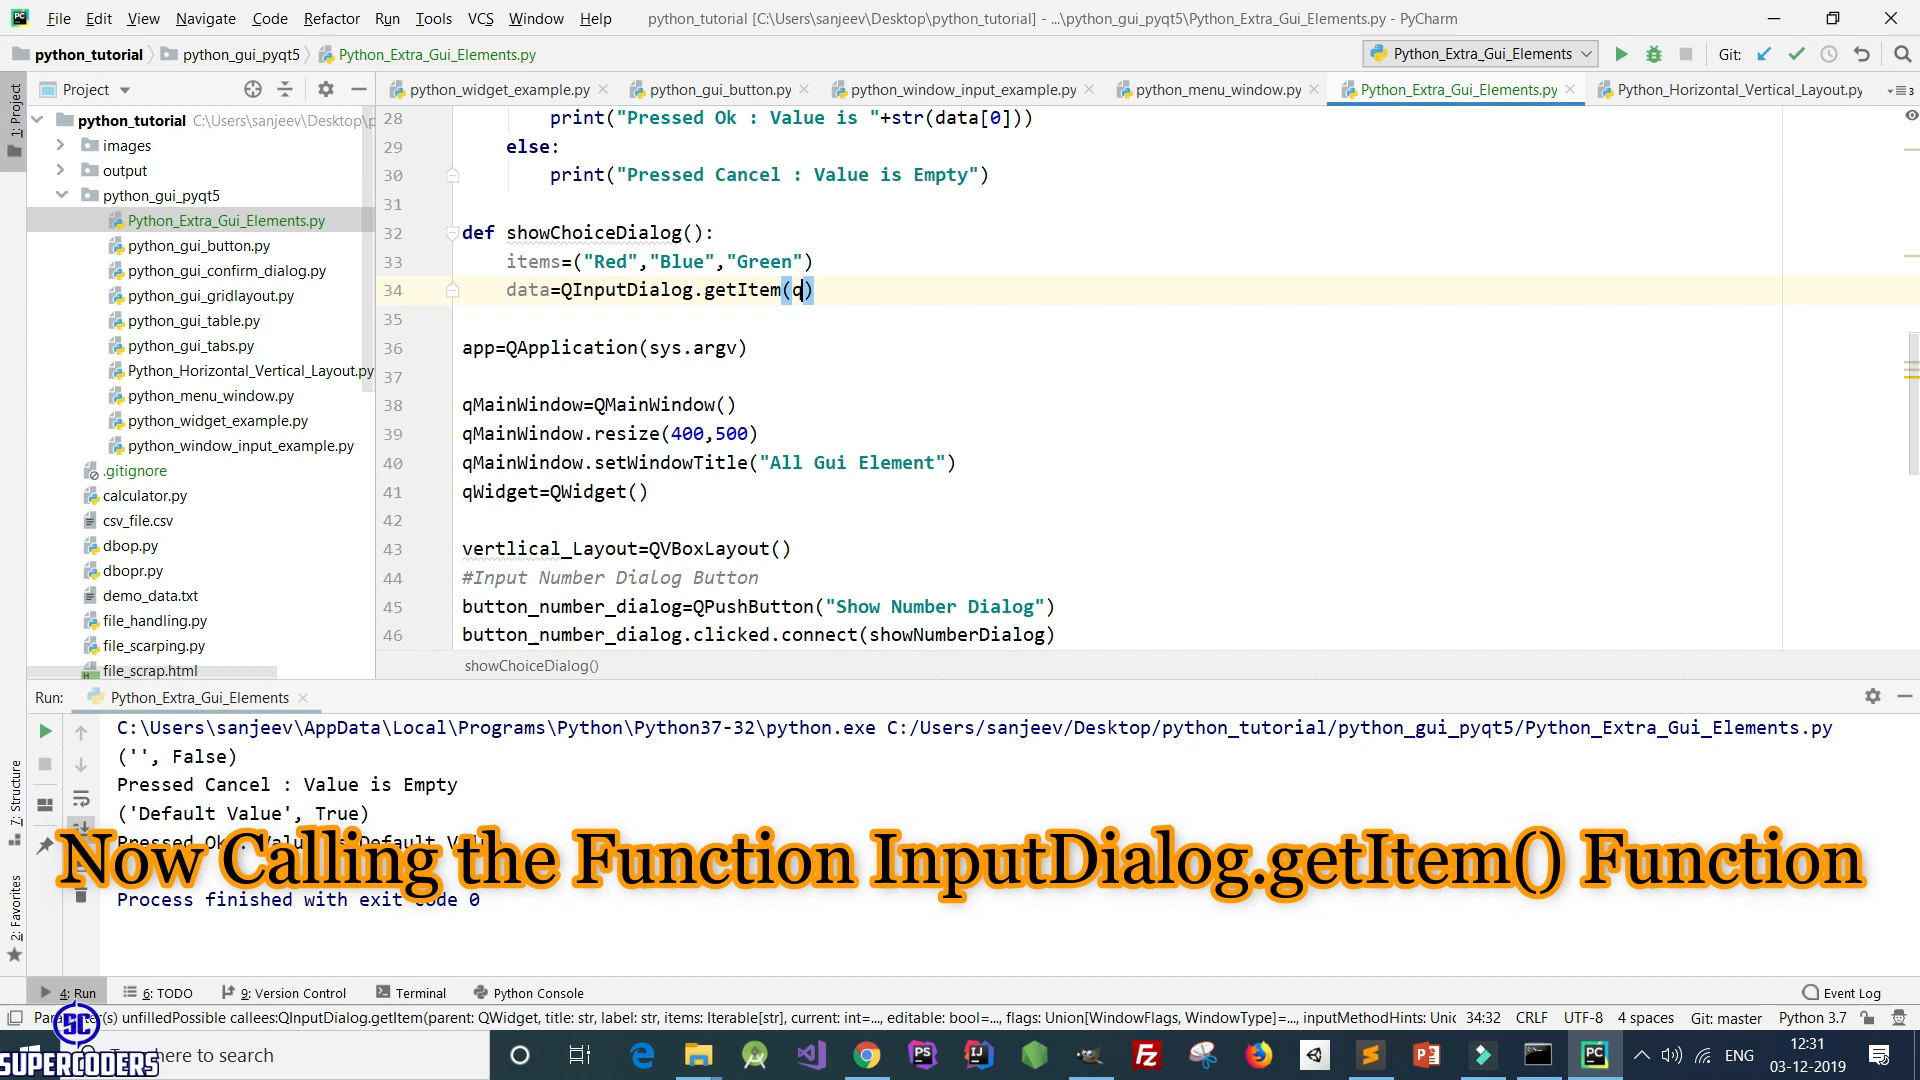 File Edit View Navigate Code Refactor Run Tools VCS Window Help python_tutorial [C:\Users\sanjeev\Desktop\python_tutorial] - ...\python_gui_pyqt5\Python_Extra_Gui_Elements.py - PyCharm
python_tutorial python_gui_pyqt5 Python_Extra_Gui_Elements.py Python_Extra_Gui_Elements Git:
1: Project
Project
python_widget_example.py python_gui_button.py python_window_input_example.py python_menu_window.py Python_Extra_Gui_Elements.py Python_Horizontal_Vertical_Layout.py 3
python_tutorial C:\Users\sanjeev\Desktop\p
images
output
python_gui_pyqt5
Python_Extra_Gui_Elements.py
python_gui_button.py
python_gui_confirm_dialog.py
python_gui_gridlayout.py
python_gui_table.py
python_gui_tabs.py
Python_Horizontal_Vertical_Layout.py
python_menu_window.py
python_widget_example.py
python_window_input_example.py
.gitignore
calculator.py
csv_file.csv
dbop.py
dbopr.py
demo_data.txt
file_handling.py
file_scarping.py
file_scrap.html
28 print("Pressed Ok : Value is "+str(data[0]))
29 else:
30 print("Pressed Cancel : Value is Empty")
31
32 def showChoiceDialog():
33 items=("Red","Blue","Green")
34 data=QInputDialog.getItem(q)
35
36 app=QApplication(sys.argv)
37
38 qMainWindow=QMainWindow()
39 qMainWindow.resize(400,500)
40 qMainWindow.setWindowTitle("All Gui Element")
41 qWidget=QWidget()
42
43 vertlical_Layout=QVBoxLayout()
44 #Input Number Dialog Button
45 button_number_dialog=QPushButton("Show Number Dialog")
46 button_number_dialog.clicked.connect(showNumberDialog)
showChoiceDialog()
Run: Python_Extra_Gui_Elements
C:\Users\sanjeev\AppData\Local\Programs\Python\Python37-32\python.exe C:/Users/sanjeev/Desktop/python_tutorial/python_gui_pyqt5/Python_Extra_Gui_Elements.py
('', False)
Pressed Cancel : Value is Empty
('Default Value', True)
Now Calling the Function InputDialog.getItem() Function
Process finished with exit code 0
7: Structure
2: Favorites
4: Run 6: TODO 9: Version Control Terminal Python Console Event Log
unfilledPossible callees:QInputDialog.getItem(parent: QWidget, title: str, label: str, items: Iterable[str], current: int=..., editable: bool=..., flags: Union[WindowFlags, WindowType]=..., inputMethodHints: Unic 34:32 CRLF UTF-8 4 spaces Git: master Python 3.7
SC
SUPERCODERS
here to search
ENG
12:31
03-12-2019